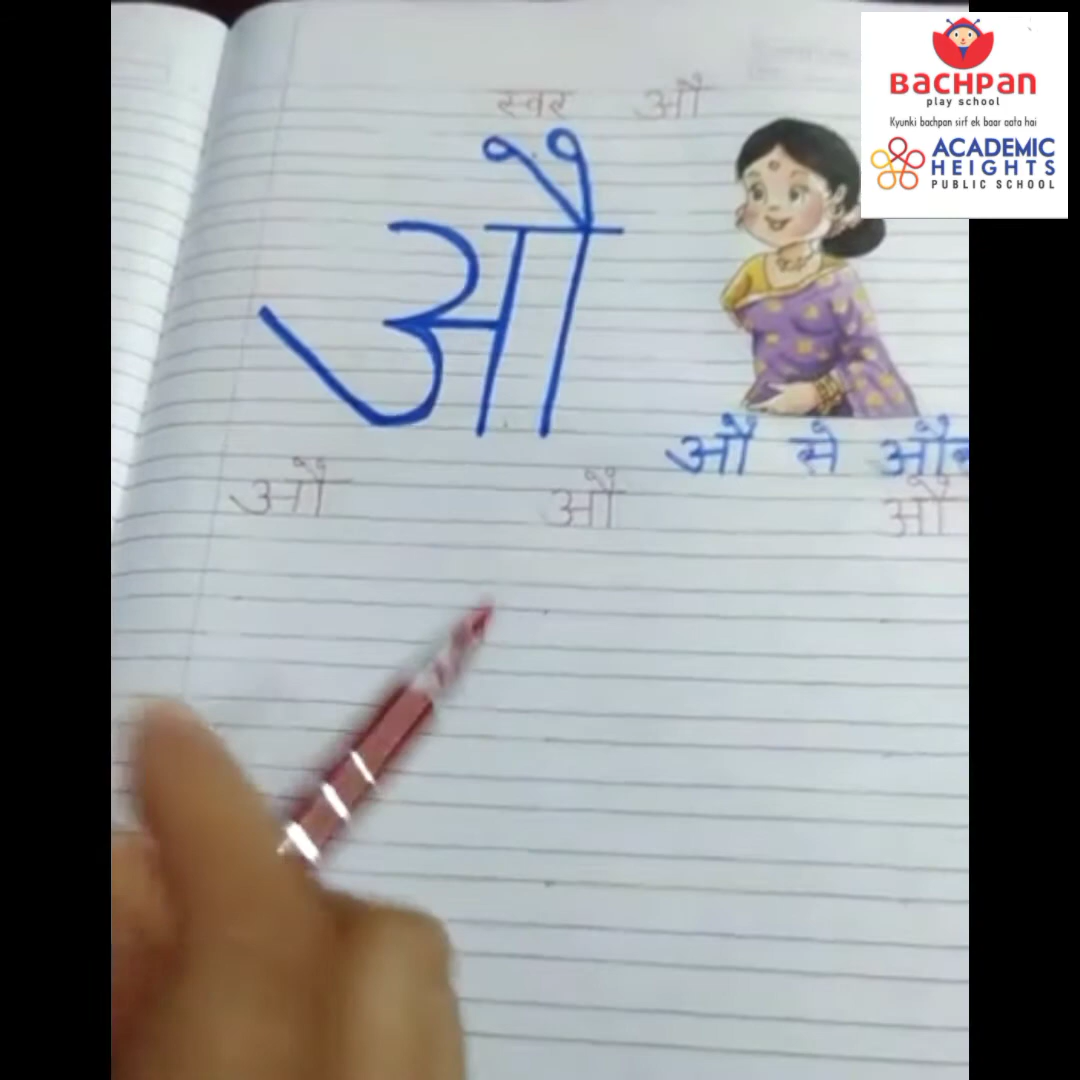 स्वर औ
औ
औ से
औ औ औ
BACHPAN
play school
Kyunki bachpan sirf ek baar aata hai
ACADEMIC
HEIGHTS
PUBLIC SCHOOL